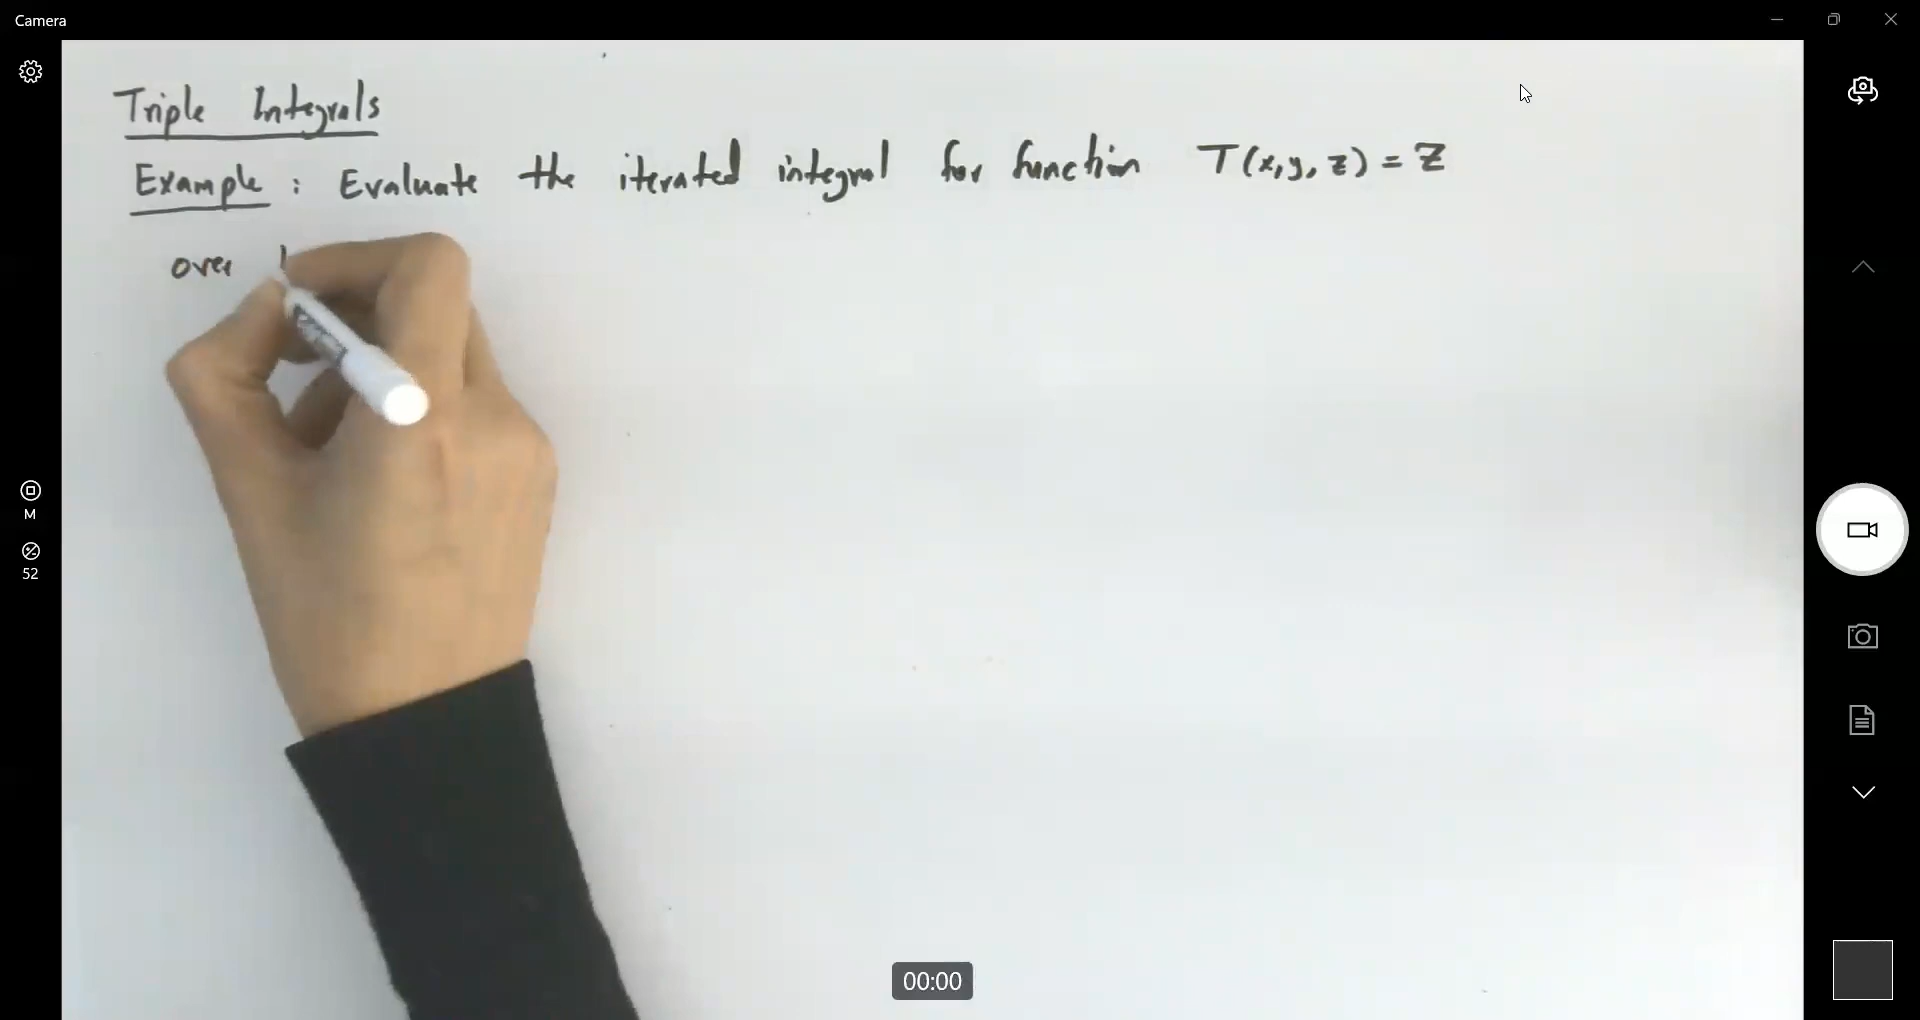 Camera
Triple Integrals
Example : Evaluate the iterated integral for function T(x,y,z) = z
over
M
52
00:00